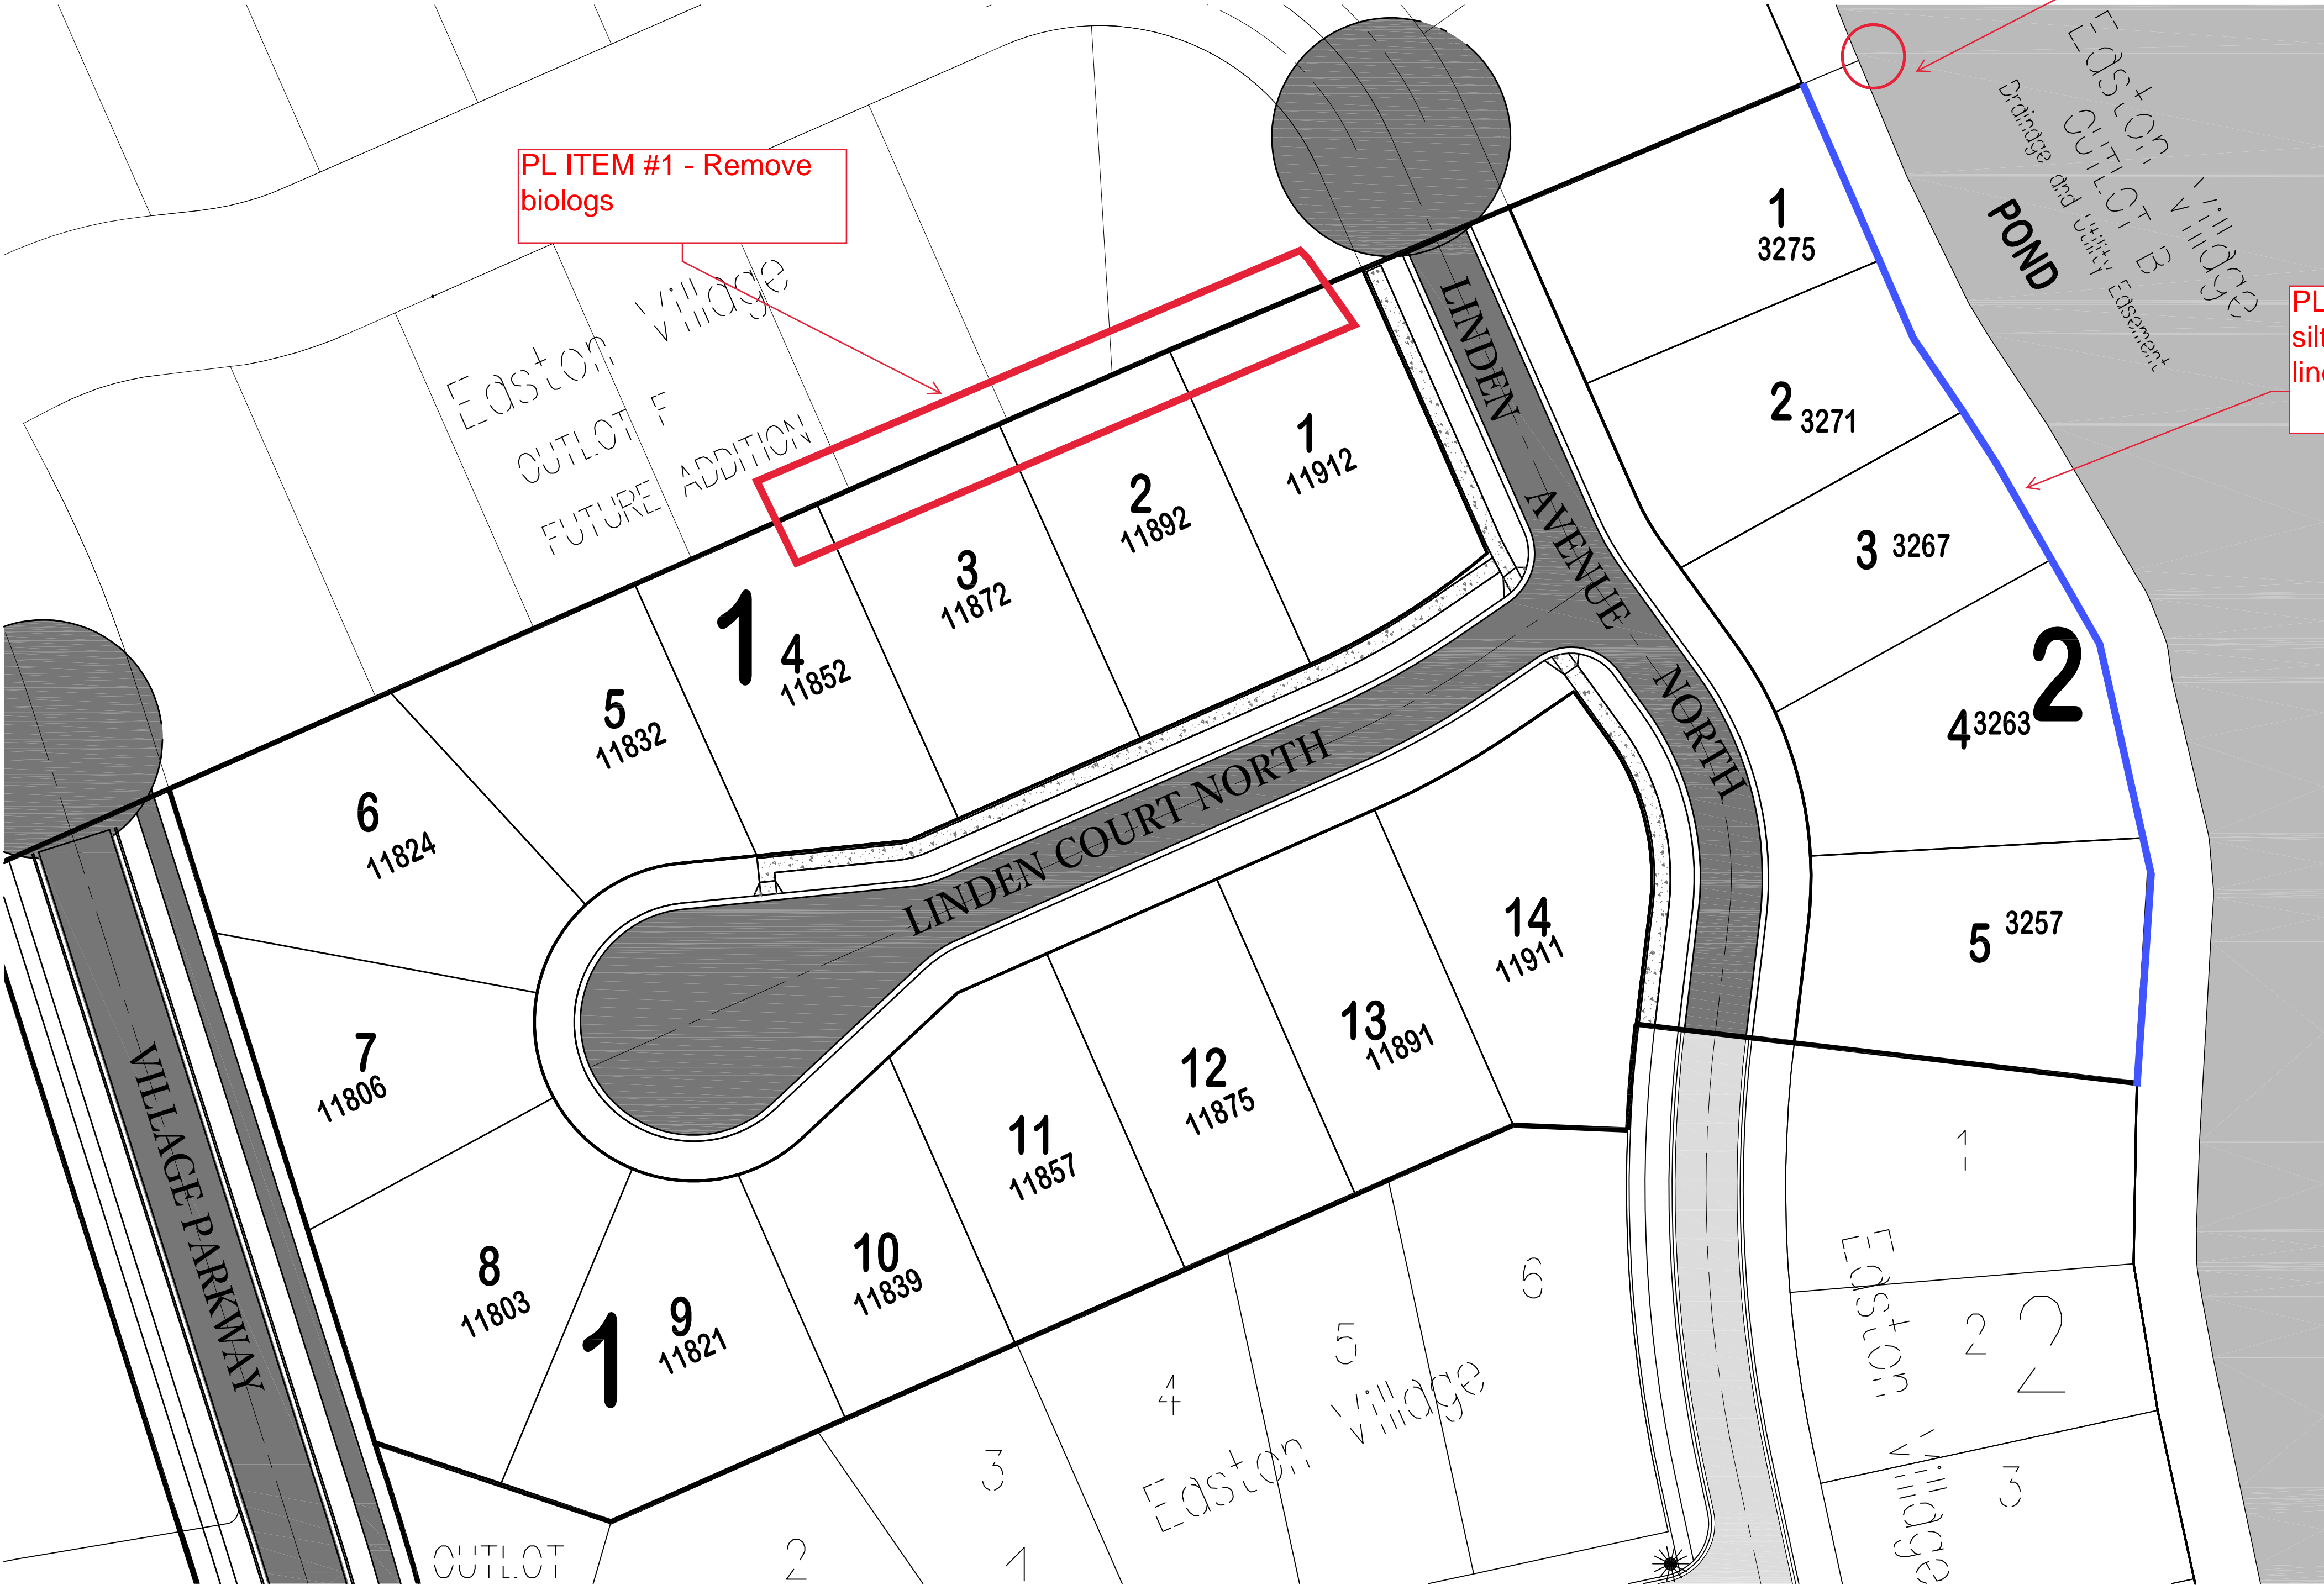 PL ITEM #1 - Remove
biologs
Easton Village
OUTLOT F
FUTURE ADDITION
Easton Village
OUTLOT B
Drainage and Utility Easement
POND
PL
LINDEN AVENUE NORTH
1
3275
2 3271
3 3267
4 3263
2
5 3257
1
11912
2
11892
3
11872
1
4
11852
5
11832
6
11824
7
11806
8
11803
1
9
11821
10
11839
11
11857
12
11875
13
11891
14
11911
LINDEN COURT NORTH
VILLAGE PARKWAY
1
2
2
3
Easton Village
6
5
4
3
2
1
Easton Village
OUTLOT